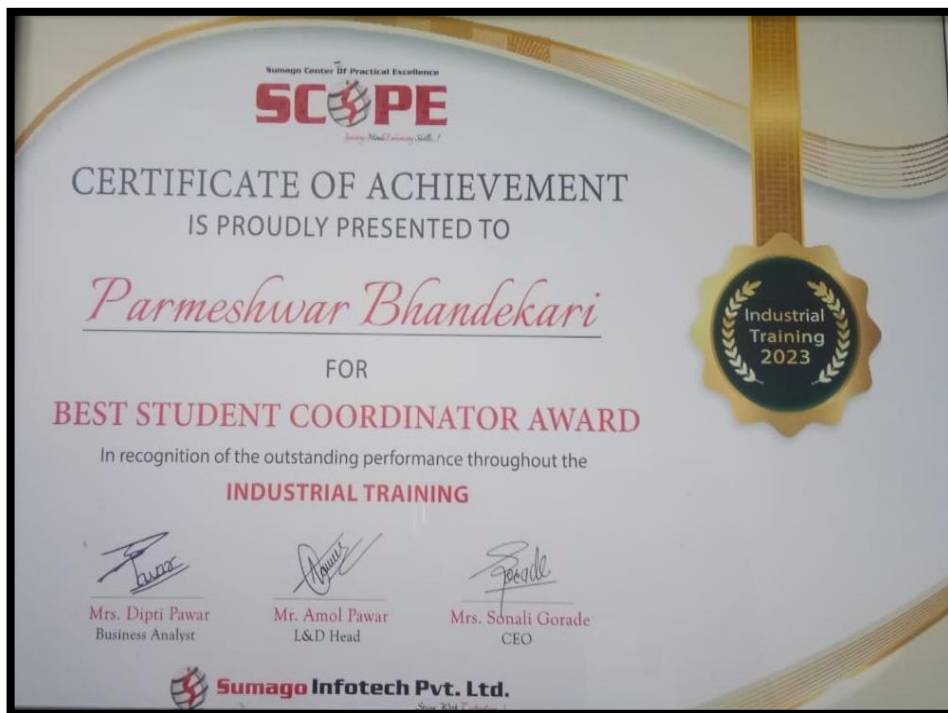 Sumago Center Of Practical Excellence
SCOPE
CERTIFICATE OF ACHIEVEMENT
IS PROUDLY PRESENTED TO
Parmeshwar Bhandekari
FOR
BEST STUDENT COORDINATOR AWARD
In recognition of the outstanding performance throughout the
INDUSTRIAL TRAINING
Industrial
Training
2023
Pawar
Gorade
Mrs. Dipti Pawar
Business Analyst
Mr. Amol Pawar
L&D Head
Mrs. Sonali Gorade
CEO
Sumago Infotech Pvt. Ltd.